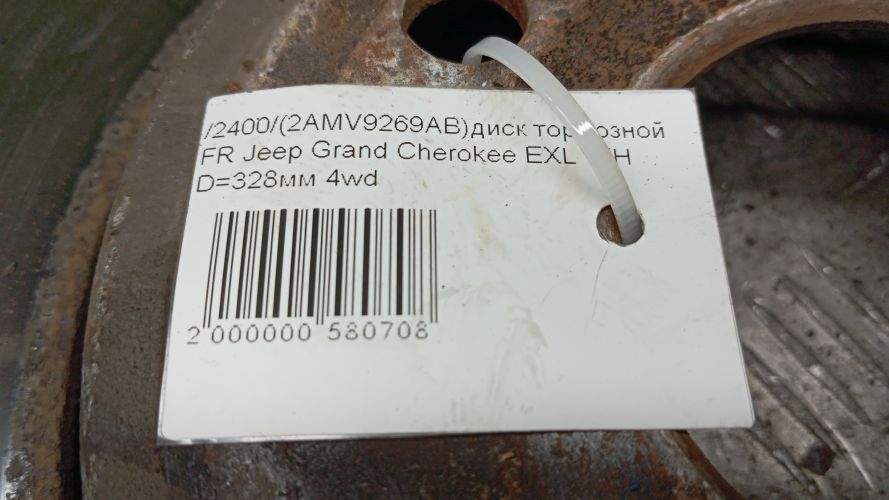 /2400/(2AMV9269AB)диск тормозной
FR Jeep Grand Cherokee EXL
D=328мм 4wd
2 000000 580708